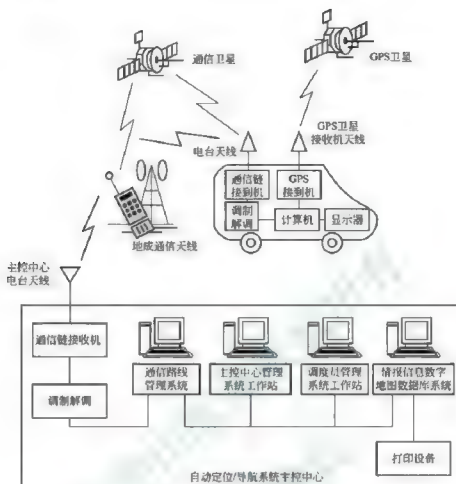 通信卫星
GPS卫星
GPS卫星
接收机天线
电台天线
通信链
接到机
GPS
接到机
调制
解调
计算机
显示器
地成通信天线
主控中心
电台天线
通信链接收机
调制解调
通信路线
管理系统
主控中心管理
系统工作站
调度员管理
系统工作站
情报信息数字
地图数据库系统
打印设备
自动定位/导航系统主控中心